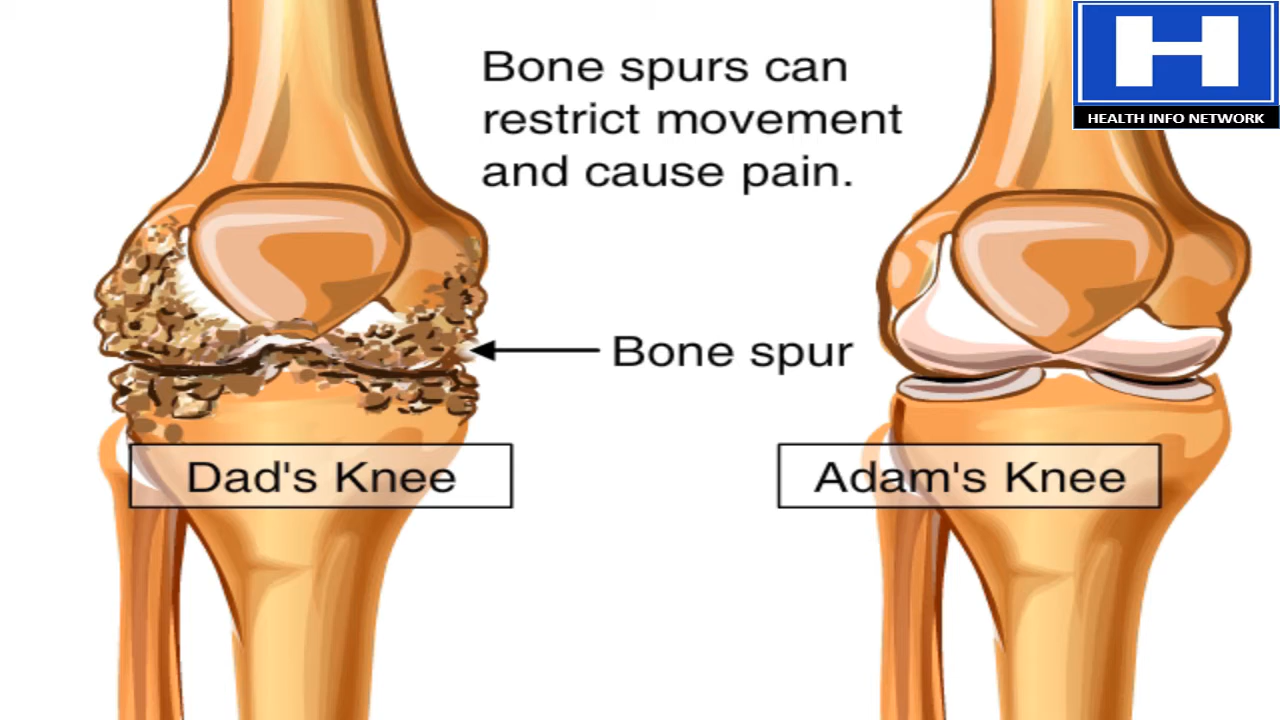 Bone spurs can
restrict movement
and cause pain.
H
HEALTH INFO NETWORK
Bone spur
Dad's Knee
Adam's Knee